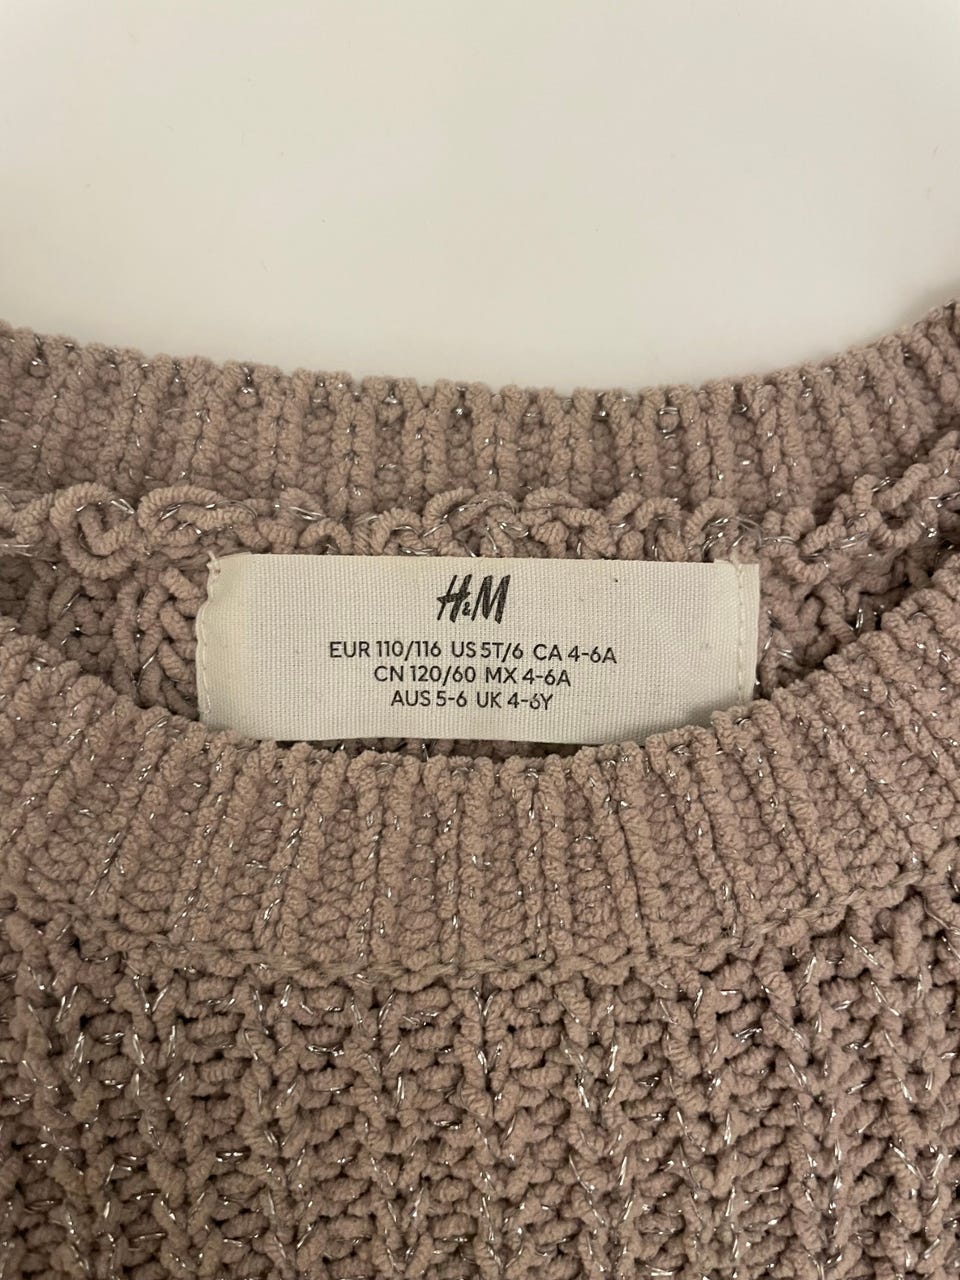 H&M
EUR 110/116 US 5T/6 CA 4-6A
CN 120/60 MX 4-6A
AUS 5-6 UK 4-6Y